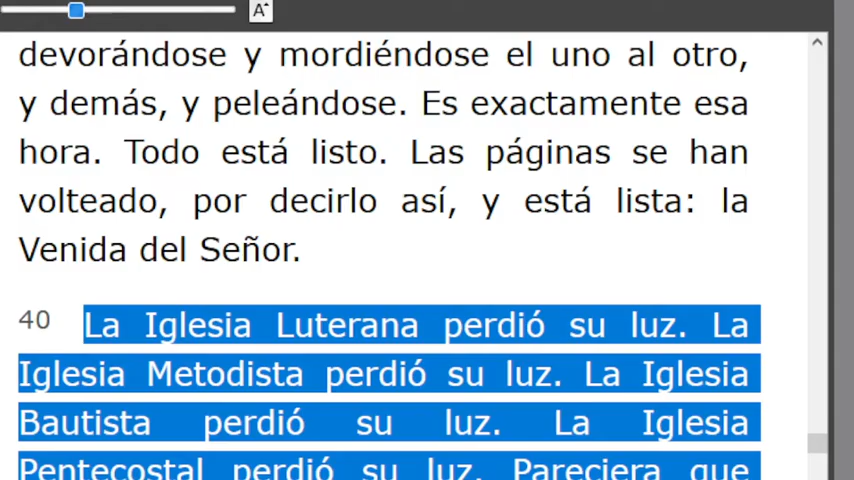 A
devorándose y mordiéndose el uno al otro,
y demás, y peleándose. Es exactamente esa
hora. Todo está listo. Las páginas se han
volteado, por decirlo así, y está lista: la
Venida del Señor.
40 La Iglesia Luterana perdió su luz. La
Iglesia Metodista perdió su luz. La Iglesia
Bautista perdió su luz. La Iglesia
Pentecostal perdió su luz. Pareciera que